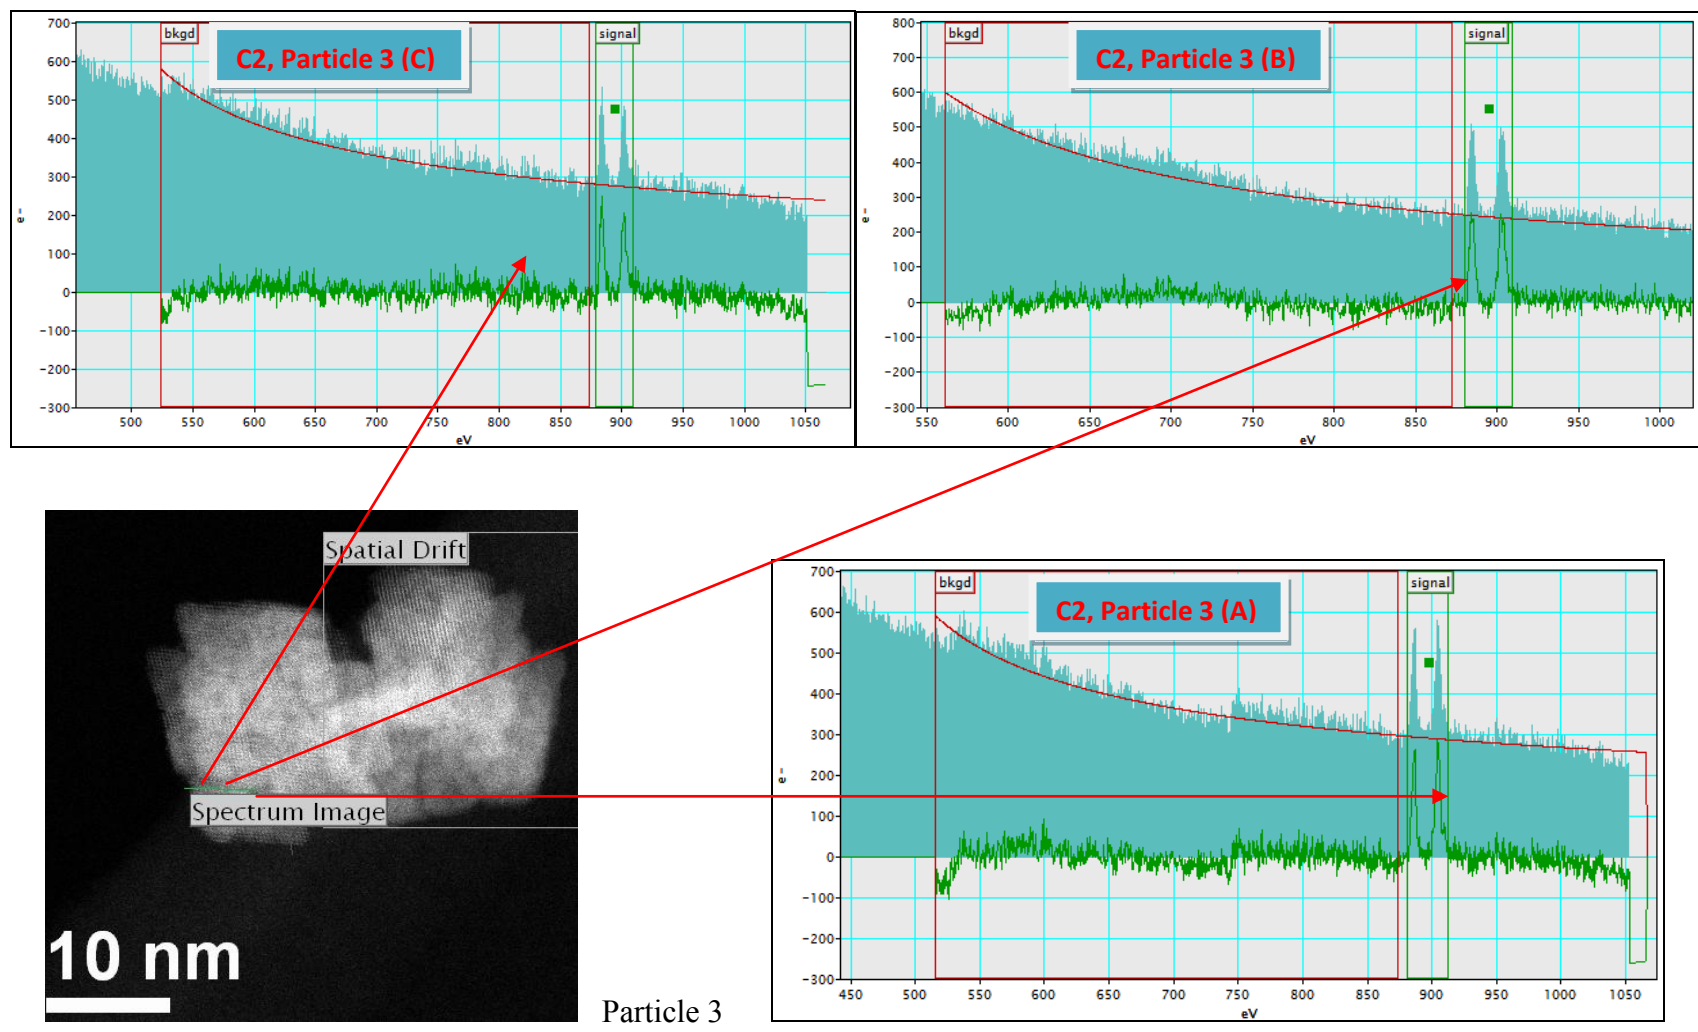 bkgd
C2, Particle 3 (C)
signal
700
600
500
400
300
200
100
0
-100
-200
-300
e-
500 550 600 650 700 750 800 850 900 950 1000 1050
eV
bkgd
C2, Particle 3 (B)
signal
800
700
600
500
400
300
200
100
0
-100
-200
-300
e-
550 600 650 700 750 800 850 900 950 1000
eV
Spatial Drift
Spectrum Image
10 nm
Particle 3
bkgd
C2, Particle 3 (A)
signal
700
600
500
400
300
200
100
0
-100
-200
-300
e-
450 500 550 600 650 700 750 800 850 900 950 1000 1050
eV